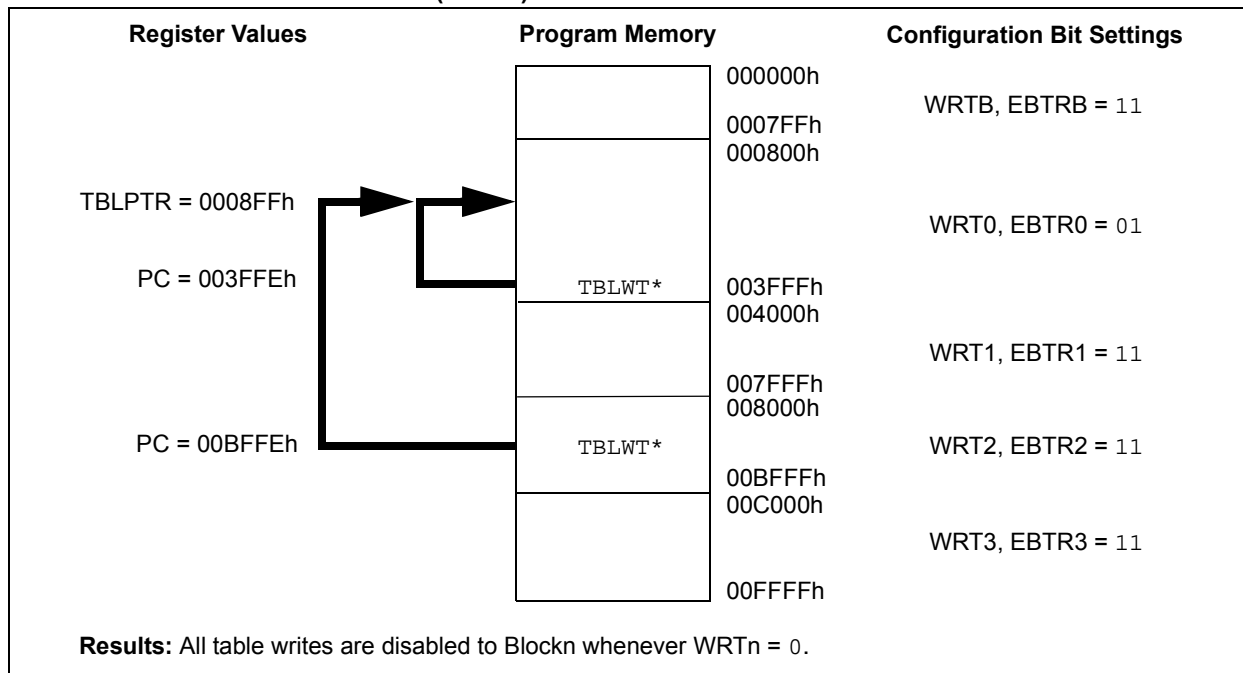 Register Values Program Memory Configuration Bit Settings
000000h
WRTB, EBTRB = 11
0007FFh
000800h
TBLPTR = 0008FFh
WRT0, EBTR0 = 01
PC = 003FFEh TBLWT* 003FFFh
004000h
WRT1, EBTR1 = 11
007FFFh
008000h
PC = 00BFFEh TBLWT* WRT2, EBTR2 = 11
00BFFFh
00C000h
WRT3, EBTR3 = 11
00FFFFh
Results: All table writes are disabled to Blockn whenever WRTn = 0.